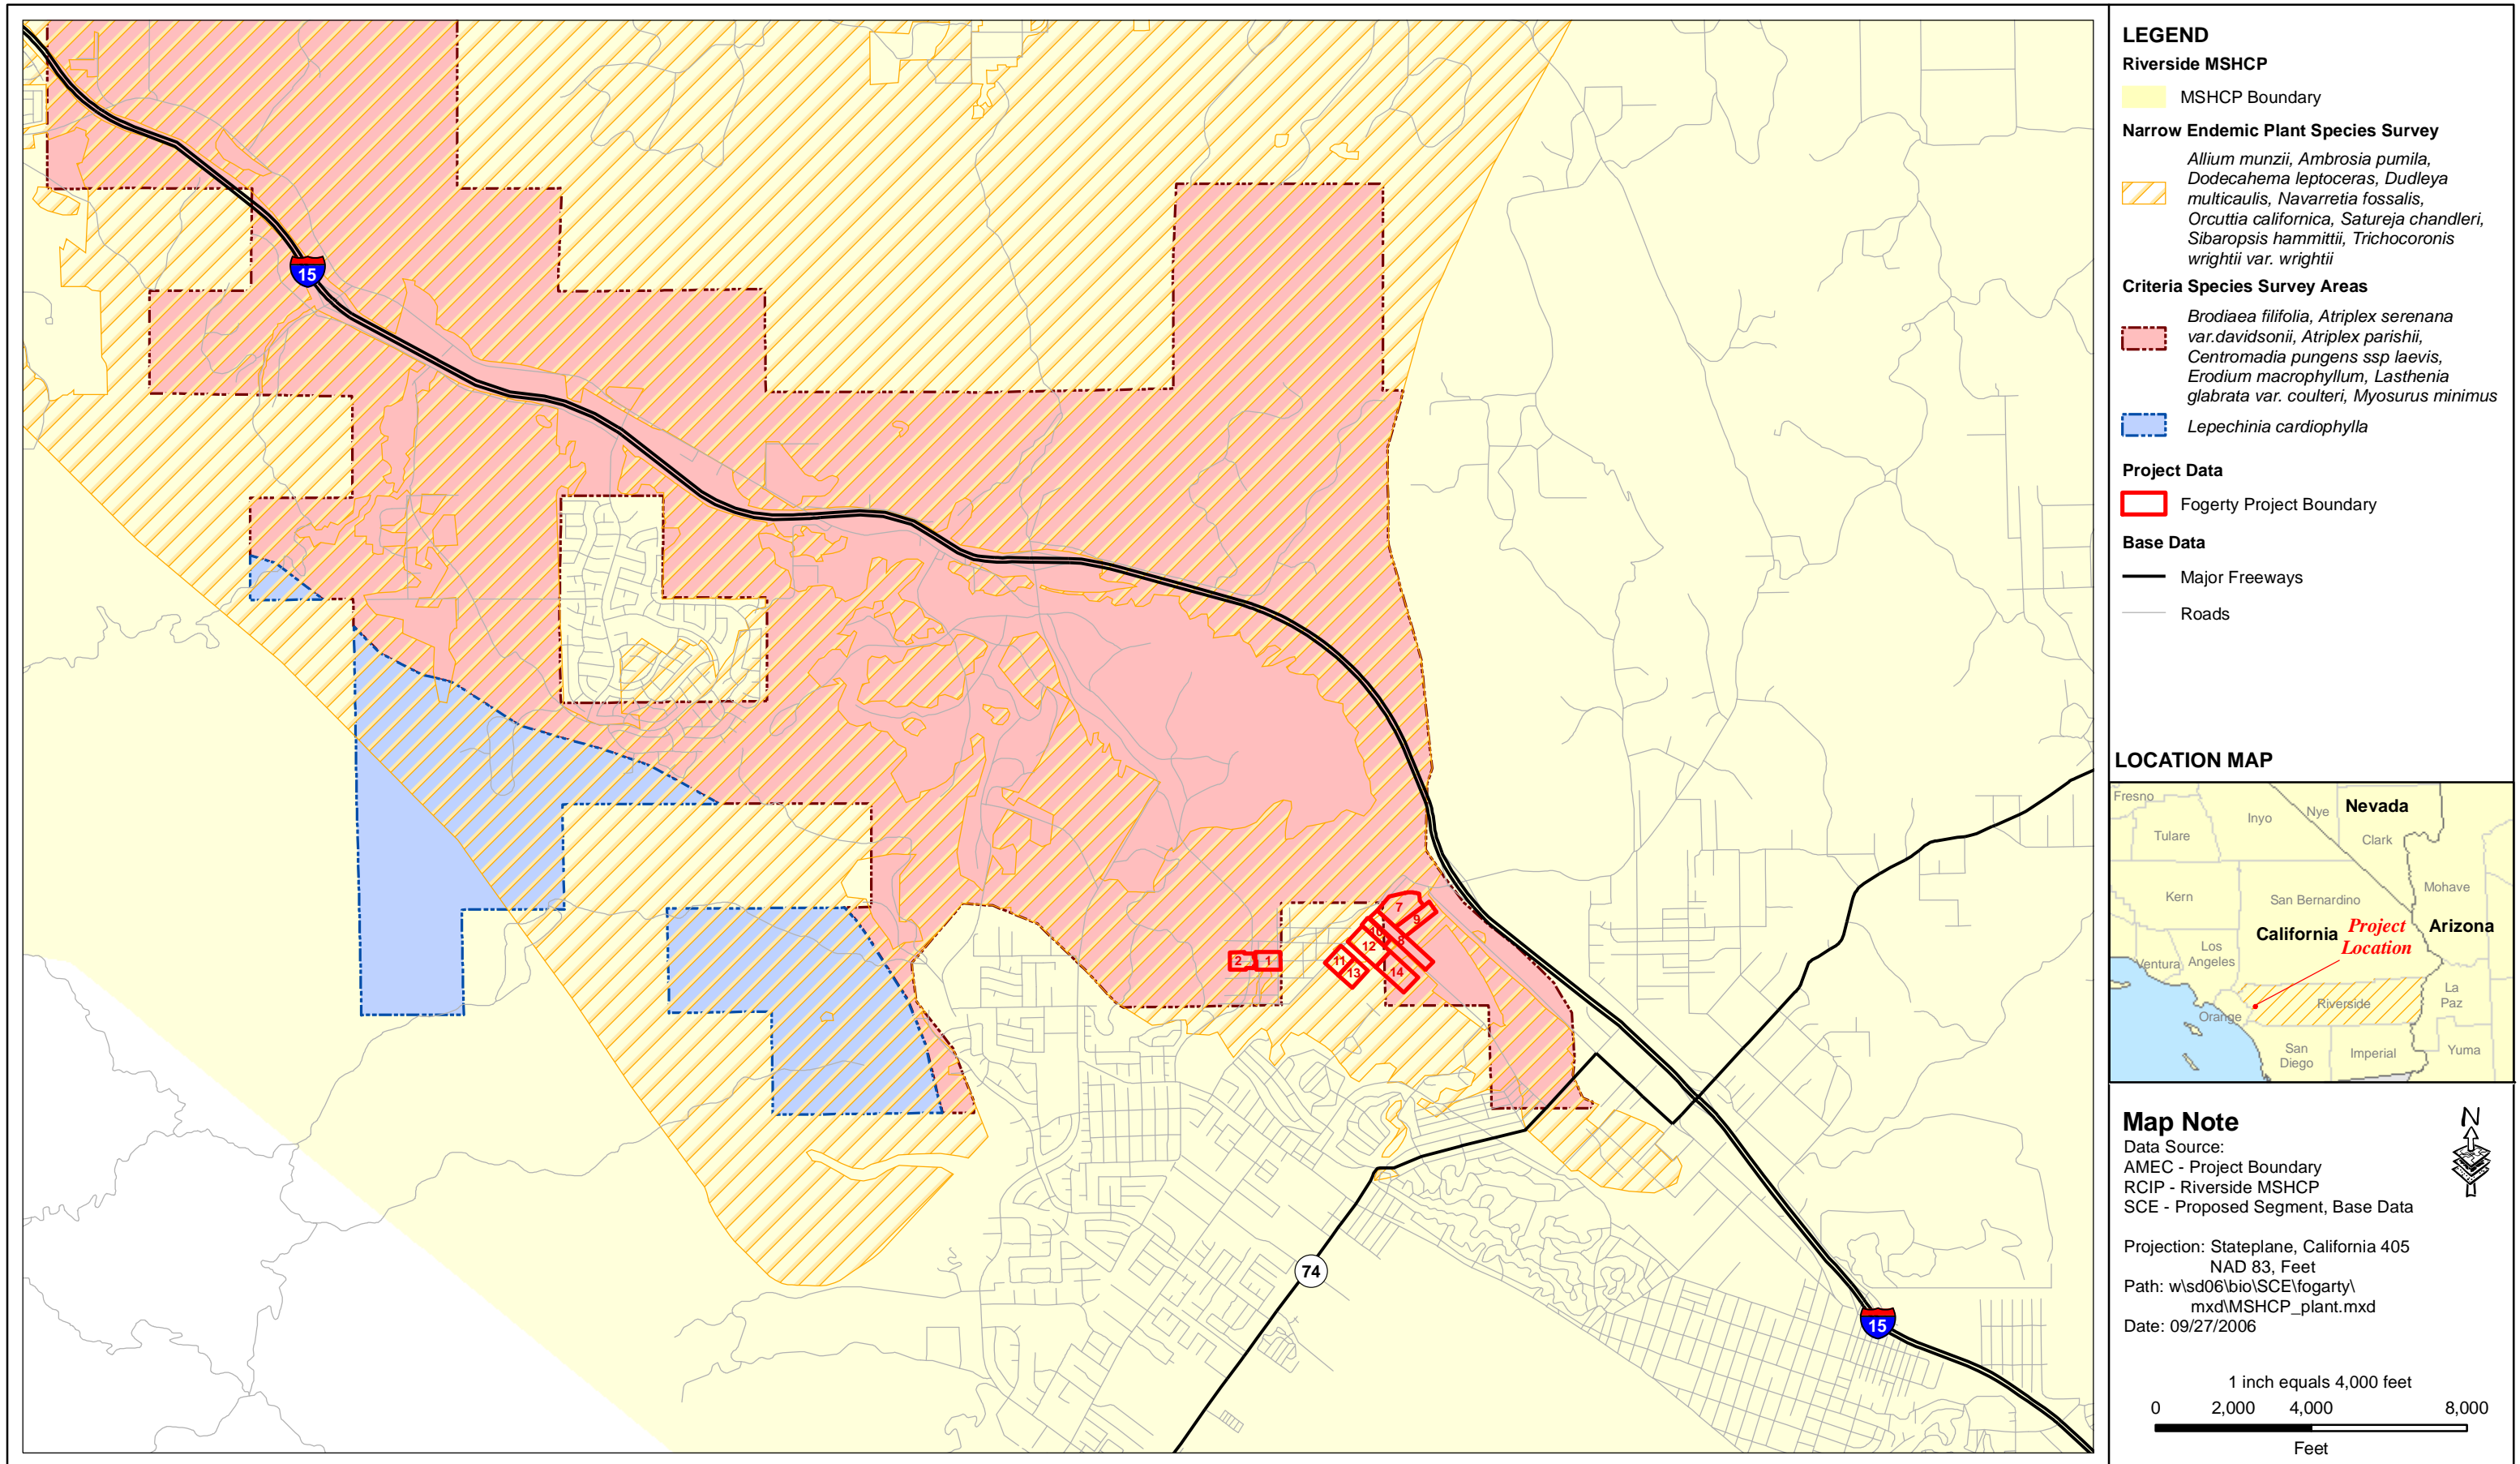 LEGEND
Riverside MSHCP
MSHCP Boundary
Narrow Endemic Plant Species Survey
Allium munzii, Ambrosia pumila,
Dodecahema leptoceras, Dudleya
multicaulis, Navarretia fossalis,
Orcuttia californica, Satureja chandleri,
Sibaropsis hammittii, Trichocoronis
wrightii var. wrightii
Criteria Species Survey Areas
Brodiaea filifolia, Atriplex serenana
var.davidsonii, Atriplex parishii,
Centromadia pungens ssp laevis,
Erodium macrophyllum, Lasthenia
glabrata var. coulteri, Myosurus minimus
Lepechinia cardiophylla
Project Data
Fogerty Project Boundary
Base Data
Major Freeways
Roads
15
7
9
10
8
12
2
1
11
13
14
74
15
LOCATION MAP
Fresno
Nye
Nevada
Inyo
Tulare
Clark
Kern
San Bernardino
Mohave
California
Project
Location
Arizona
Los
Angeles
Ventura
La
Paz
Riverside
Orange
San
Diego
Imperial
Yuma
Map Note
N
Data Source:
AMEC - Project Boundary
RCIP - Riverside MSHCP
SCE - Proposed Segment, Base Data
Projection: Stateplane, California 405
NAD 83, Feet
Path: w\sd06\bio\SCE\fogarty\
mxd\MSHCP_plant.mxd
Date: 09/27/2006
1 inch equals 4,000 feet
0 2,000 4,000 8,000
Feet